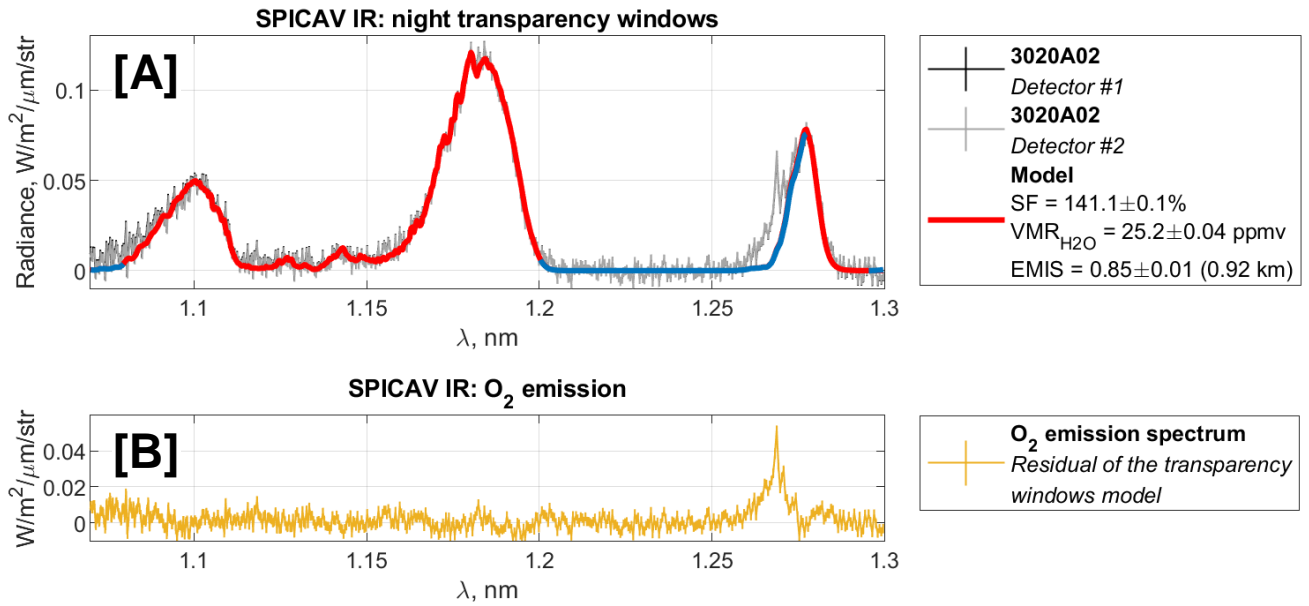 SPICAV IR: night transparency windows
[A]
Radiance, W/m²/μm/str
0.1
0.05
0
1.1
1.15
1.2
1.25
1.3
λ, nm
3020A02
Detector #1
3020A02
Detector #2
Model
SF = 141.1±0.1%
VMR_H2O = 25.2±0.04 ppmv
EMIS = 0.85±0.01 (0.92 km)
SPICAV IR: O₂ emission
[B]
W/m²/μm/str
0.04
0.02
0
1.1
1.15
1.2
1.25
1.3
λ, nm
O₂ emission spectrum
Residual of the transparency
windows model